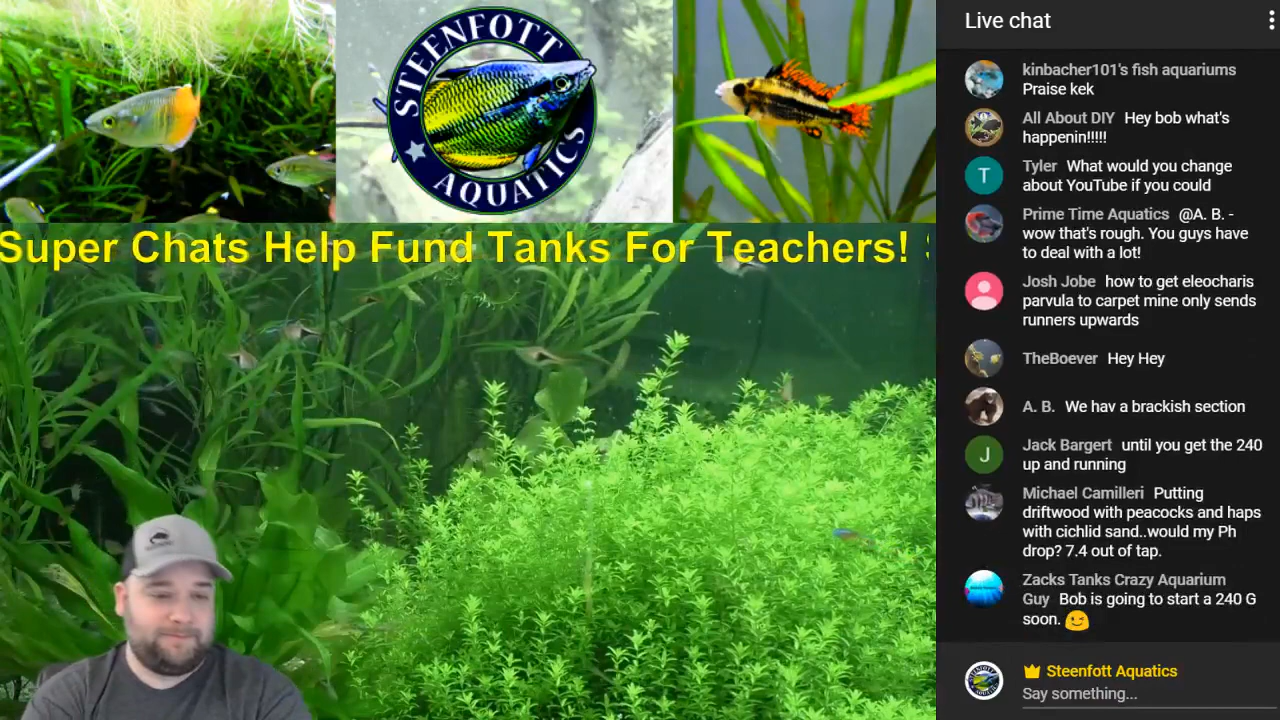 STEENFOTT
AQUATICS
Super Chats Help Fund Tanks For Teachers!
Live chat
kinbacher101's fish aquariums
Praise kek
All About DIY Hey bob what's
happenin!!!!!
T
Tyler What would you change
about YouTube if you could
Prime Time Aquatics @A. B. -
wow that's rough. You guys have
to deal with a lot!
Josh Jobe how to get eleocharis
parvula to carpet mine only sends
runners upwards
TheBoever Hey Hey
A. B. We hav a brackish section
J
Jack Bargert until you get the 240
up and running
Michael Camilleri Putting
driftwood with peacocks and haps
with cichlid sand..would my Ph
drop? 7.4 out of tap.
Zacks Tanks Crazy Aquarium
Guy Bob is going to start a 240 G
soon. 😉
Steenfott Aquatics
Say something...